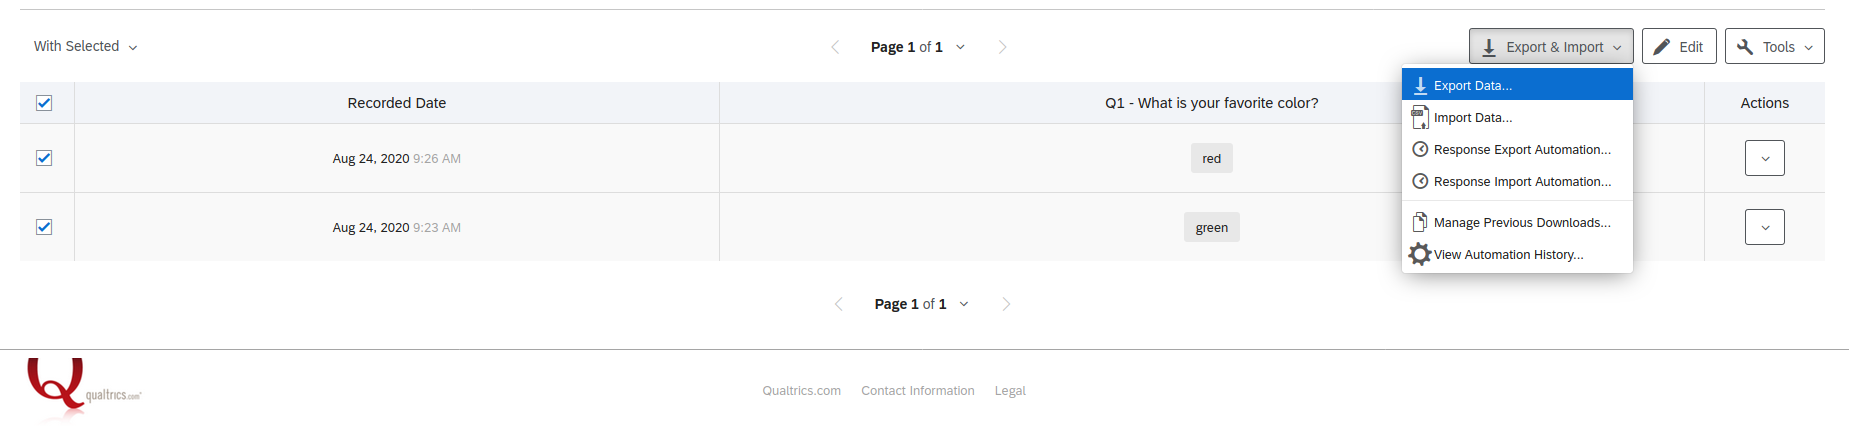 With Selected
Page 1 of 1
Export & Import
Edit
Tools
Export Data...
Recorded Date
Q1 - What is your favorite color?
Actions
Import Data...
Response Export Automation...
Aug 24, 2020 9:26 AM
red
Response Import Automation...
Manage Previous Downloads...
Aug 24, 2020 9:23 AM
green
View Automation History...
Page 1 of 1
Qualtrics.com
Contact Information
Legal
qualtrics.com